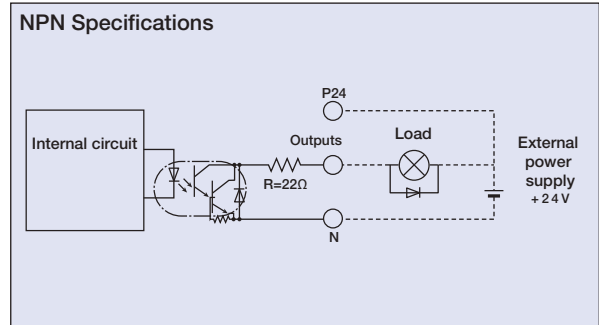 NPN Specifications
P24
Internal circuit
Outputs
Load
External
power
supply
+24V
R=22Ω
N